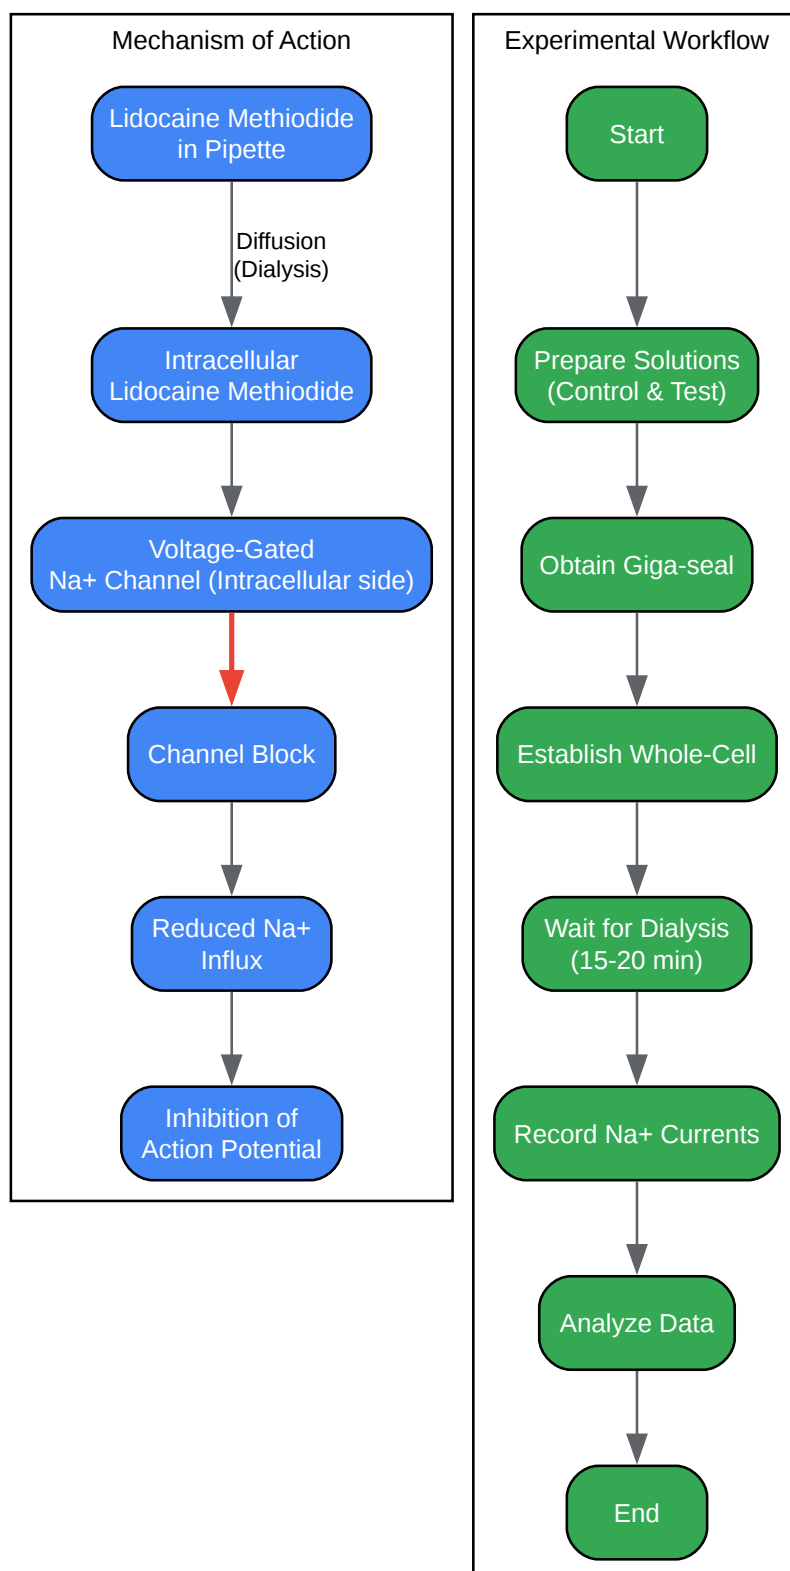 Mechanism of Action
Lidocaine Methiodide
in Pipette
Diffusion
(Dialysis)
Intracellular
Lidocaine Methiodide
Voltage-Gated
Na+ Channel (Intracellular side)
Channel Block
Reduced Na+
Influx
Inhibition of
Action Potential
Experimental Workflow
Start
Prepare Solutions
(Control & Test)
Obtain Giga-seal
Establish Whole-Cell
Wait for Dialysis
(15-20 min)
Record Na+ Currents
Analyze Data
End